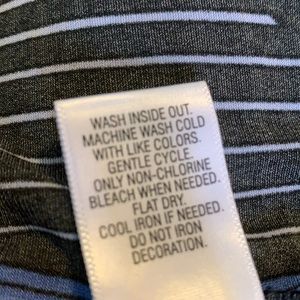 WASH INSIDE OUT.
MACHINE WASH COLD
WITH LIKE COLORS.
GENTLE CYCLE.
ONLY NON-CHLORINE
BLEACH WHEN NEEDED.
FLAT DRY.
COOL IRON IF NEEDED.
DO NOT IRON
DECORATION.